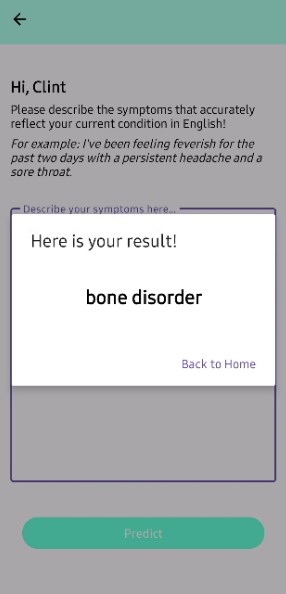 Hi, Clint
Please describe the symptoms that accurately
reflect your current condition in English!
For example: I've been feeling feverish for the
past two days with a persistent headache and a
sore throat.
Describe your symptoms here...
Here is your result!
bone disorder
Back to Home
Predict